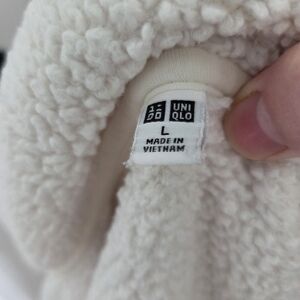 ユニ UNI
クロ QLO
L
MADE IN
VIETNAM